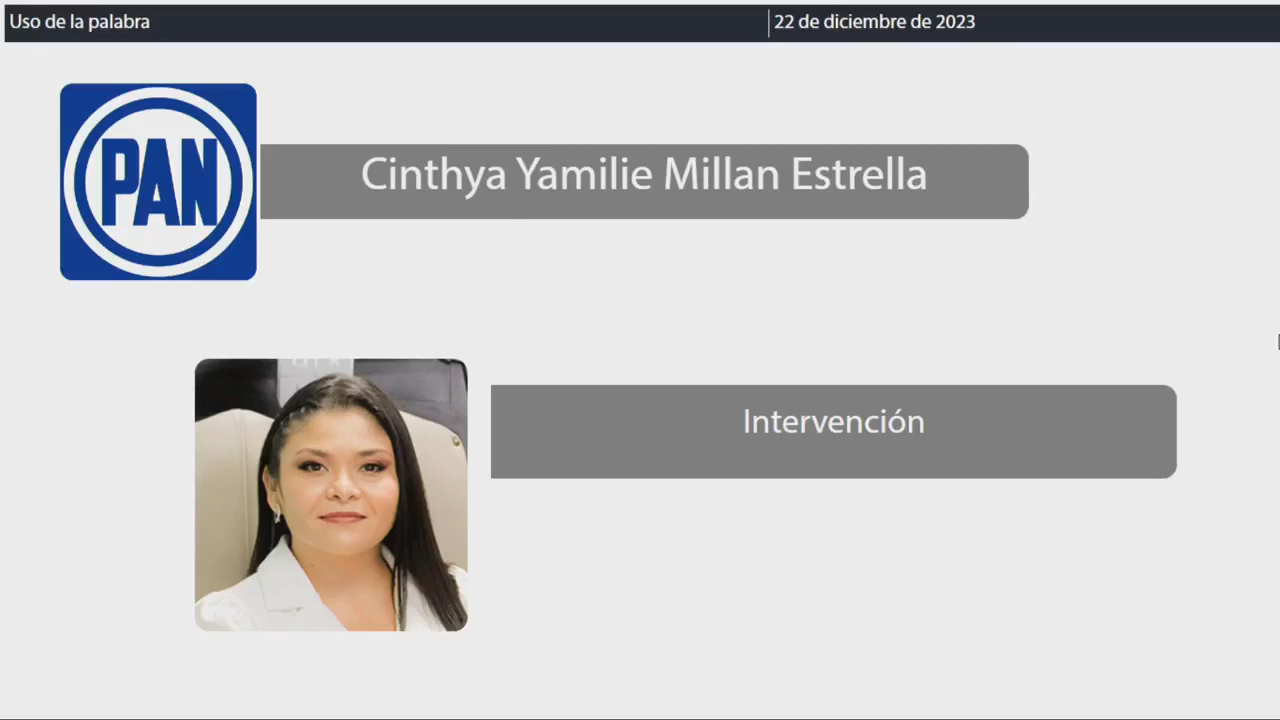 Uso de la palabra
22 de diciembre de 2023
PAN
Cinthya Yamilie Millan Estrella
Intervención